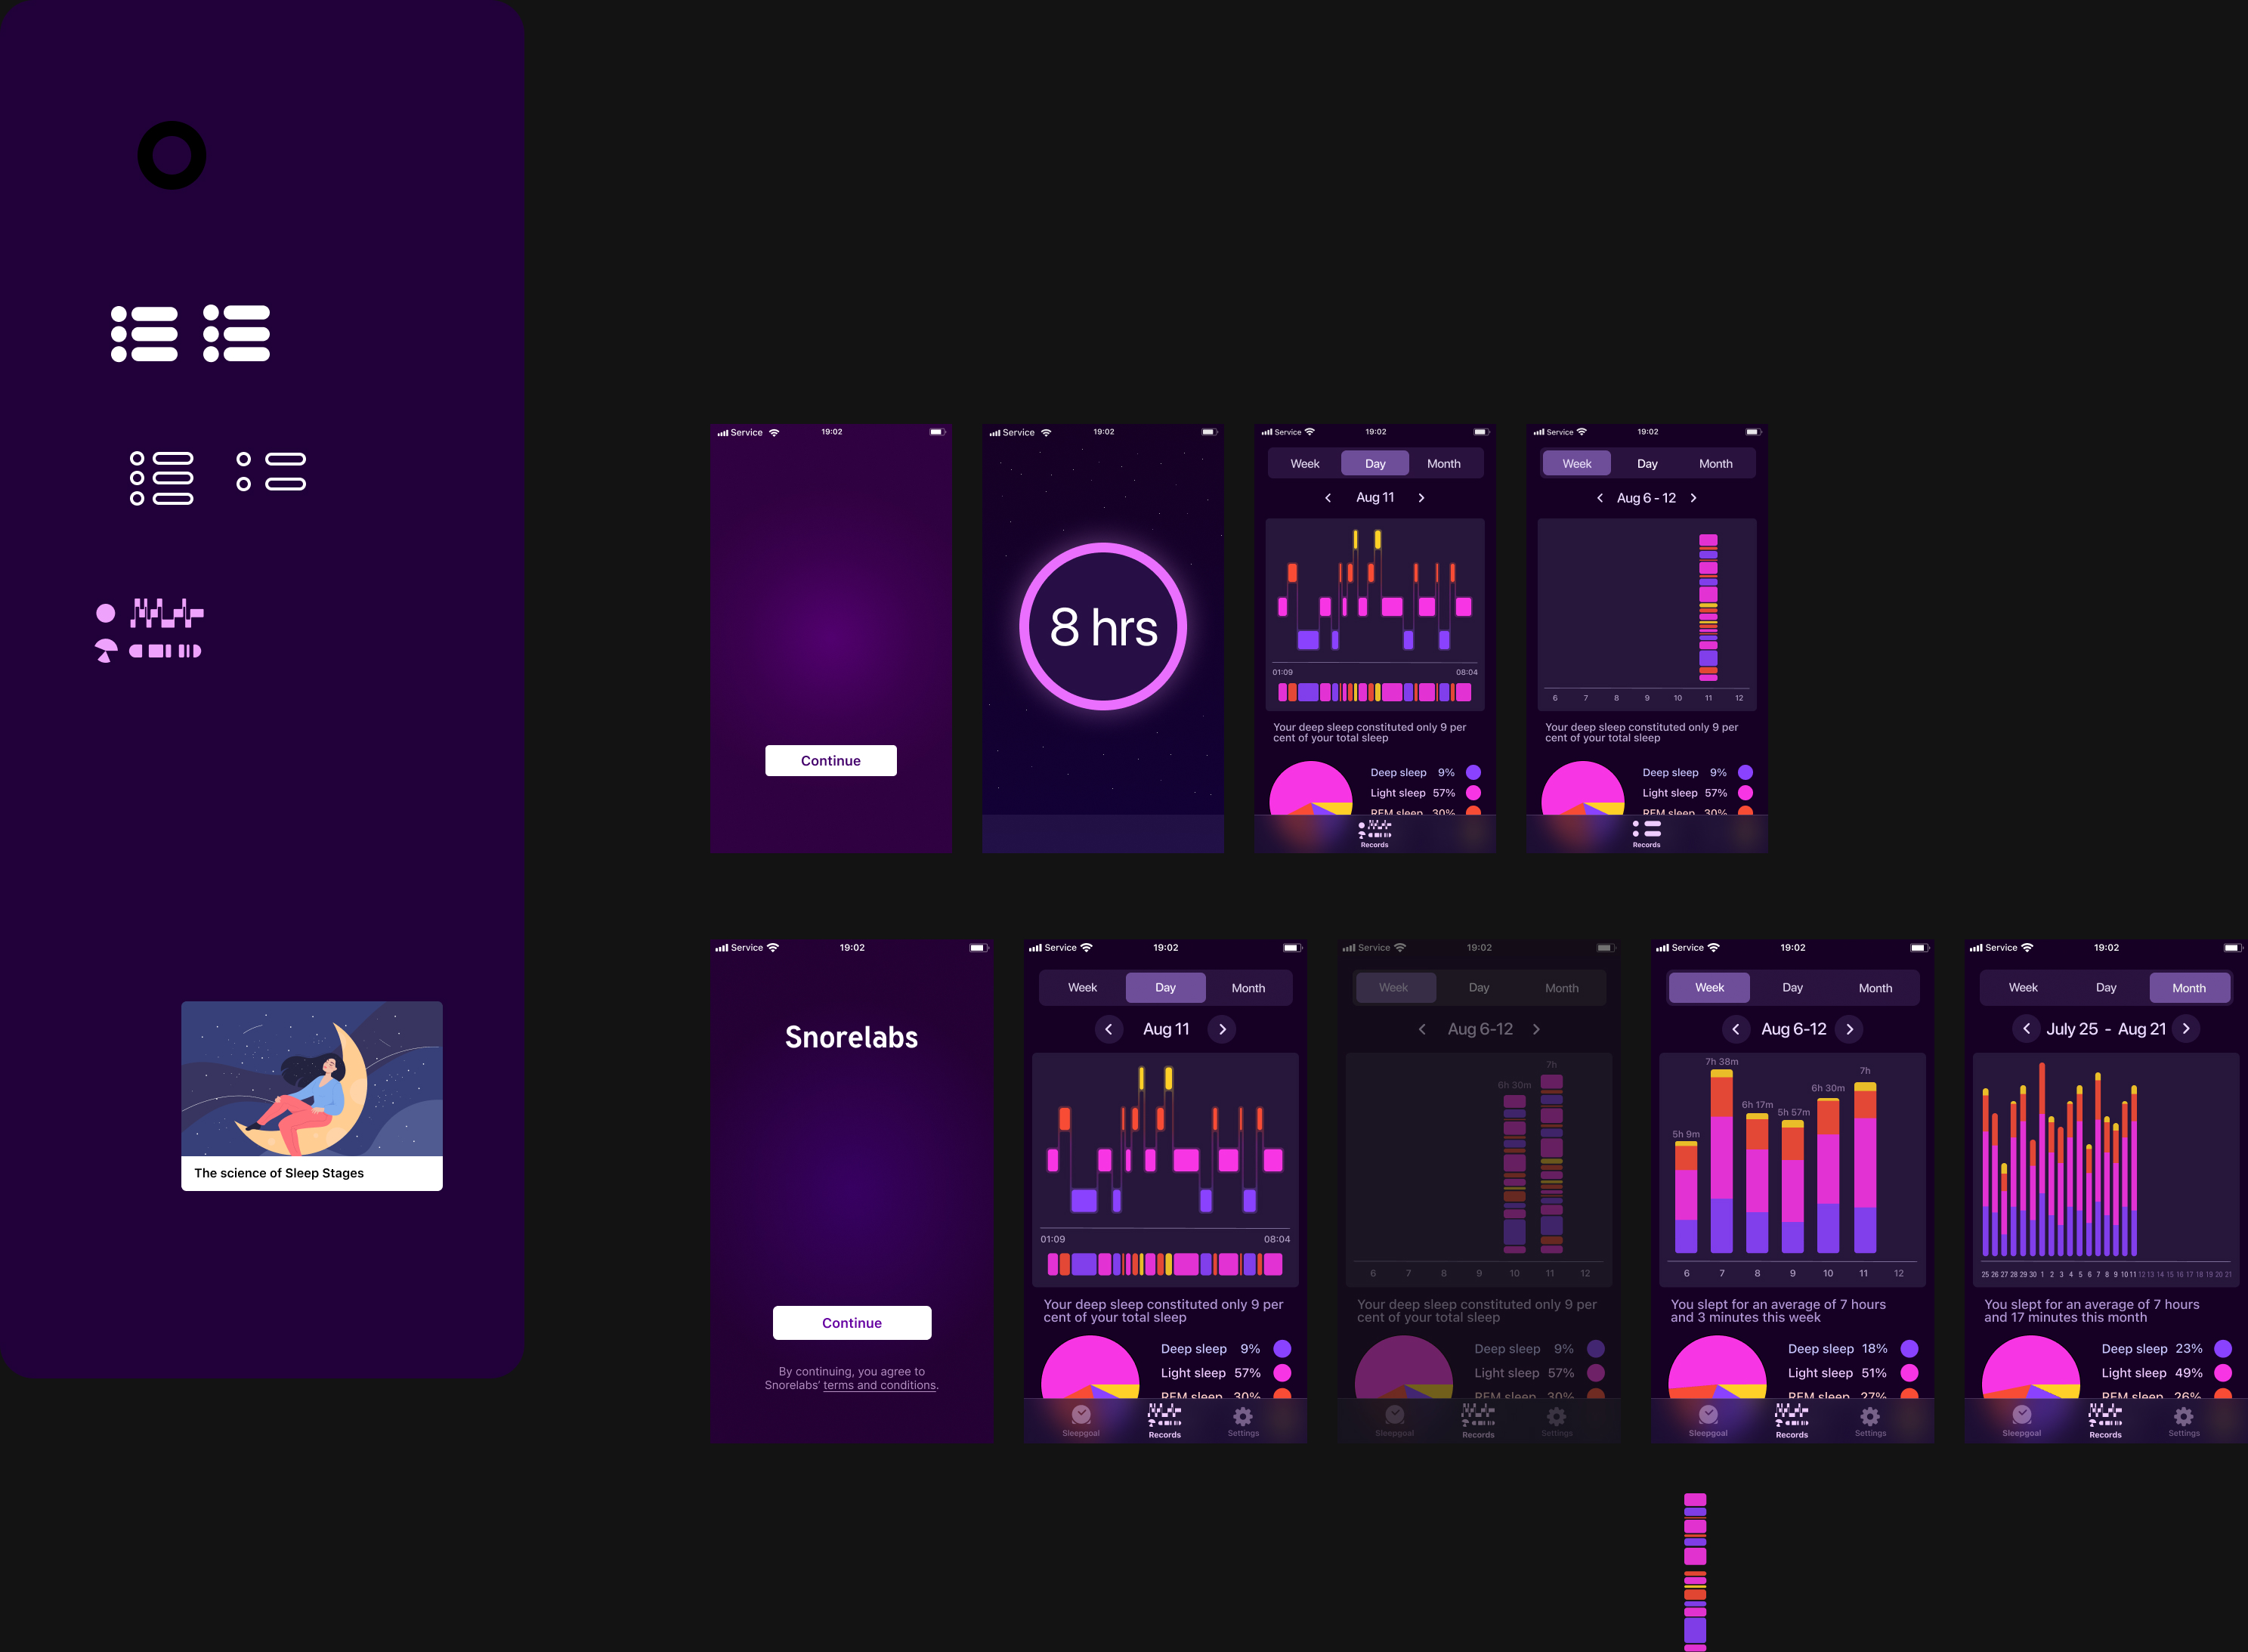 Service 19:02
Continue
Service 19:02
8 hrs
Service 19:02
Week Day Month
Aug 11
01:09 08:04
Your deep sleep constituted only 9 per
cent of your total sleep
Deep sleep 9%
Light sleep 57%
REM sleep 30%
Records
Service 19:02
Week Day Month
Aug 6 - 12
6 7 8 9 10 11 12
Your deep sleep constituted only 9 per
cent of your total sleep
Deep sleep 9%
Light sleep 57%
REM sleep 30%
Records
The science of Sleep Stages
Service 19:02
Snorelabs
Continue
By continuing, you agree to
Snorelabs' terms and conditions.
Service 19:02
Week Day Month
Aug 11
01:09 08:04
Your deep sleep constituted only 9 per
cent of your total sleep
Deep sleep 9%
Light sleep 57%
REM sleep 30%
Sleepgoal Records Settings
Service 19:02
Week Day Month
Aug 6-12
7h
6h 30m
6 7 8 9 10 11 12
Your deep sleep constituted only 9 per
cent of your total sleep
Deep sleep 9%
Light sleep 57%
REM sleep 30%
Sleepgoal Records Settings
Service 19:02
Week Day Month
Aug 6-12
5h 9m 7h 38m 6h 17m 5h 57m 6h 30m 7h
6 7 8 9 10 11 12
You slept for an average of 7 hours
and 3 minutes this week
Deep sleep 18%
Light sleep 51%
REM sleep 27%
Sleepgoal Records Settings
Service 19:02
Week Day Month
July 25 - Aug 21
25 26 27 28 29 30 1 2 3 4 5 6 7 8 9 10 11 12 13 14 15 16 17 18 19 20 21
You slept for an average of 7 hours
and 17 minutes this month
Deep sleep 23%
Light sleep 49%
REM sleep 26%
Sleepgoal Records Settings